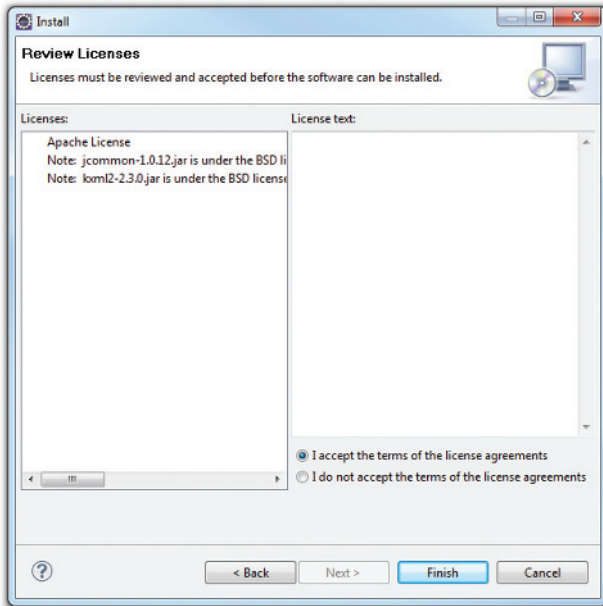 Install
Review Licenses
Licenses must be reviewed and accepted before the software can be installed.
Licenses:
License text:
Apache License
Note: jcommon-1.0.12.jar is under the BSD li
Note: kxml2-2.3.0.jar is under the BSD license
I accept the terms of the license agreements
I do not accept the terms of the license agreements
< Back
Next >
Finish
Cancel